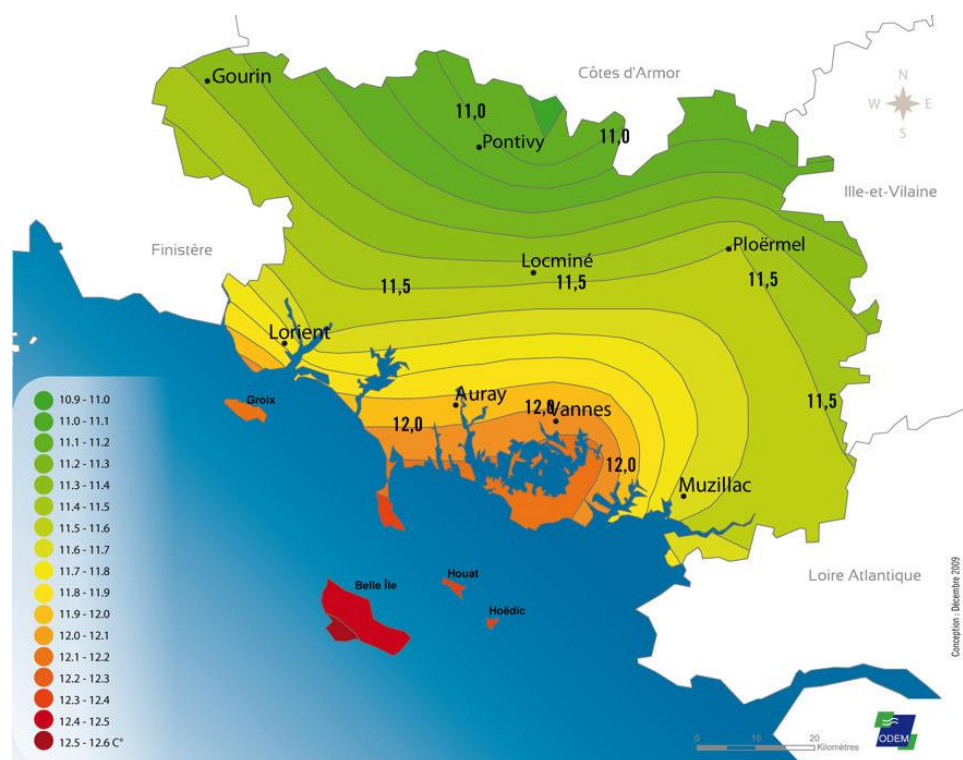 Côtes d'Armor
Gourin
N
W
E
S
11,0
Pontivy
11,0
Ille-et-Vilaine
Finistère
Ploërmel
Locminé
11,5
11,5
11,5
Lorient
Groix
Auray
12,0
Vannes
12,0
11,5
12,0
Muzillac
10.9 - 11.0
11.0 - 11.1
11.1 - 11.2
11.2 - 11.3
11.3 - 11.4
11.4 - 11.5
11.5 - 11.6
11.6 - 11.7
11.7 - 11.8
11.8 - 11.9
11.9 - 12.0
12.0 - 12.1
12.1 - 12.2
12.2 - 12.3
12.3 - 12.4
12.4 - 12.5
12.5 - 12.6 C°
Belle Île
Houat
Hoëdic
Loire Atlantique
Conception : Décembre 2009
0 10 20
Kilomètres
ODEM